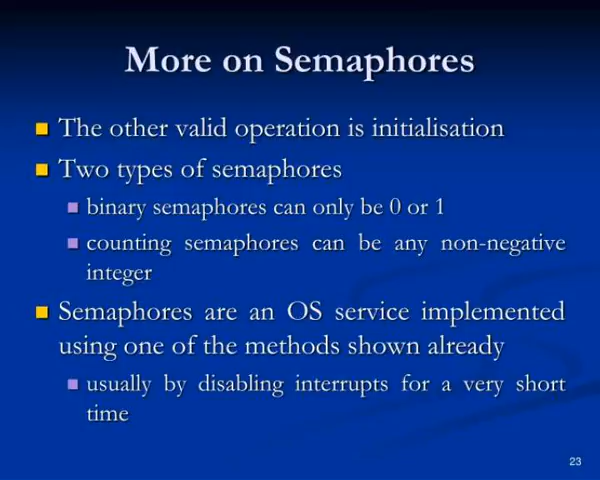 More on Semaphores
The other valid operation is initialisation
Two types of semaphores
binary semaphores can only be 0 or 1
counting semaphores can be any non-negative
integer
Semaphores are an OS service implemented
using one of the methods shown already
usually by disabling interrupts for a very short
time
23